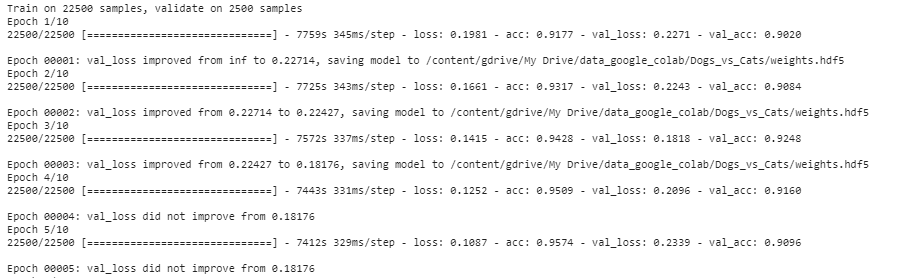 Train on 22500 samples, validate on 2500 samples
Epoch 1/10
22500/22500 [==============================] - 7759s 345ms/step - loss: 0.1981 - acc: 0.9177 - val_loss: 0.2271 - val_acc: 0.9020
Epoch 00001: val_loss improved from inf to 0.22714, saving model to /content/gdrive/My Drive/data_google_colab/Dogs_vs_Cats/weights.hdf5
Epoch 2/10
22500/22500 [==============================] - 7725s 343ms/step - loss: 0.1661 - acc: 0.9317 - val_loss: 0.2243 - val_acc: 0.9084
Epoch 00002: val_loss improved from 0.22714 to 0.22427, saving model to /content/gdrive/My Drive/data_google_colab/Dogs_vs_Cats/weights.hdf5
Epoch 3/10
22500/22500 [==============================] - 7572s 337ms/step - loss: 0.1415 - acc: 0.9428 - val_loss: 0.1818 - val_acc: 0.9248
Epoch 00003: val_loss improved from 0.22427 to 0.18176, saving model to /content/gdrive/My Drive/data_google_colab/Dogs_vs_Cats/weights.hdf5
Epoch 4/10
22500/22500 [==============================] - 7443s 331ms/step - loss: 0.1252 - acc: 0.9509 - val_loss: 0.2096 - val_acc: 0.9160
Epoch 00004: val_loss did not improve from 0.18176
Epoch 5/10
22500/22500 [==============================] - 7412s 329ms/step - loss: 0.1087 - acc: 0.9574 - val_loss: 0.2339 - val_acc: 0.9096
Epoch 00005: val_loss did not improve from 0.18176